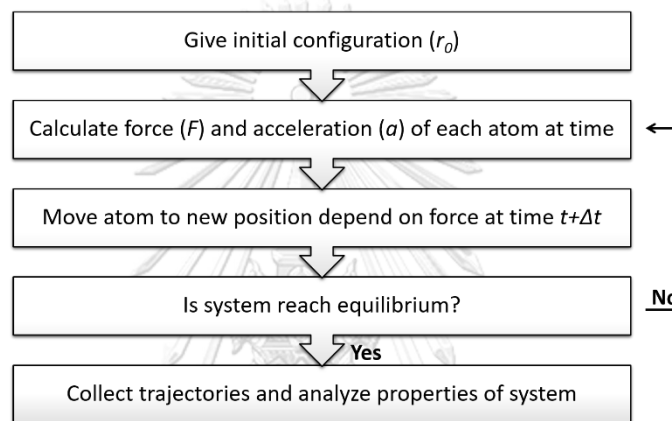 Give initial configuration (r0)
Calculate force (F) and acceleration (a) of each atom at time
Move atom to new position depend on force at time t+Δt
Is system reach equilibrium?
No
Yes
Collect trajectories and analyze properties of system